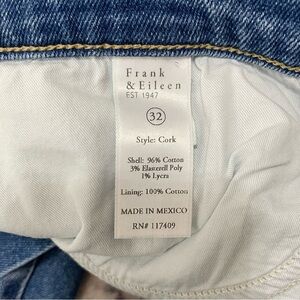 Frank
& Eileen
EST. 1947
32
Style: Cork
Shell: 96% Cotton
3% Elasterell Poly
1% Lycra
Lining: 100% Cotton
MADE IN MEXICO
RN# 117409